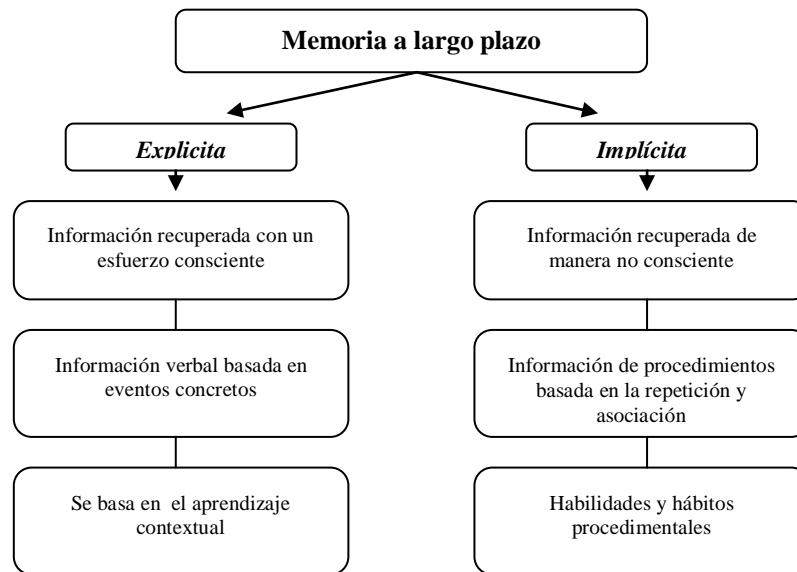 Memoria a largo plazo
Explicita
Implícita
Información recuperada con un
esfuerzo consciente
Información recuperada de
manera no consciente
Información verbal basada en
eventos concretos
Información de procedimientos
basada en la repetición y
asociación
Se basa en el aprendizaje
contextual
Habilidades y hábitos
procedimentales